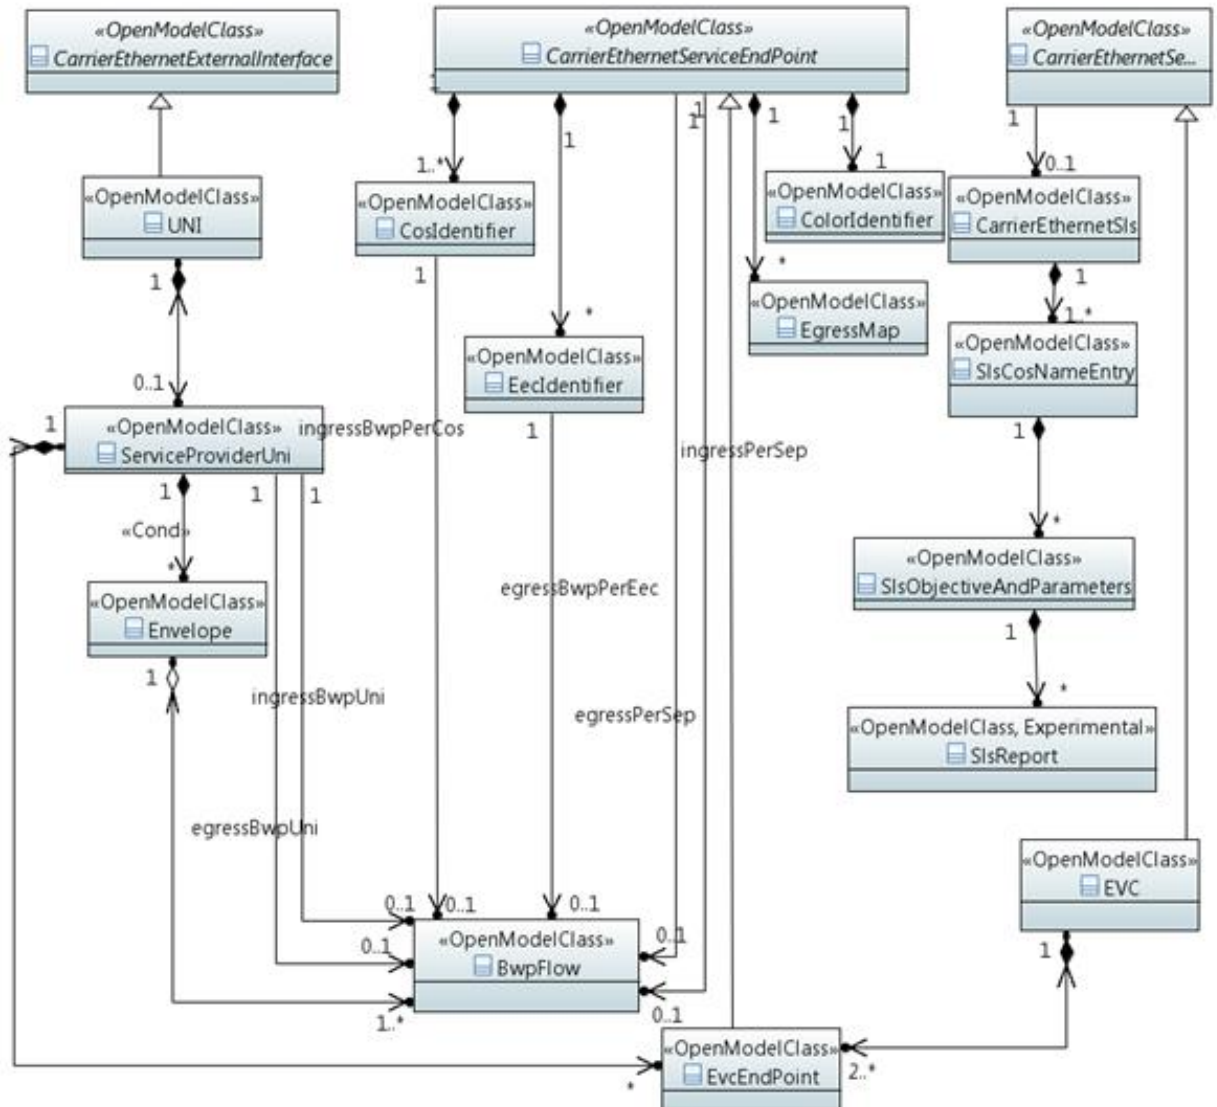 «OpenModelClass»
CarrierEthernetExternalInterface
«OpenModelClass»
CarrierEthernetServiceEndPoint
«OpenModelClass»
CarrierEthernetSe...
1
1
1
1
1
1
1
1..*
1
0..1
«OpenModelClass»
UNI
«OpenModelClass»
CosIdentifier
«OpenModelClass»
ColorIdentifier
«OpenModelClass»
CarrierEthernetSls
1
1
*
1
«OpenModelClass»
EgressMap
*
1..*
«OpenModelClass»
EecIdentifier
«OpenModelClass»
SlsCosNameEntry
0..1
1
«OpenModelClass»
ServiceProviderUni
ingressBwpPerCos
1
1
ingressPerSep
1
1
1
«Cond»
*
*
«OpenModelClass»
Envelope
egressBwpPerEec
«OpenModelClass»
SlsObjectiveAndParameters
1
1
ingressBwpUni
egressPerSep
*
«OpenModelClass, Experimental»
SlsReport
egressBwpUni
«OpenModelClass»
EVC
0..1
0..1
0..1
0..1
0..1
1
«OpenModelClass»
BwpFlow
1..*
0..1
«OpenModelClass»
EvcEndPoint
2..*
*